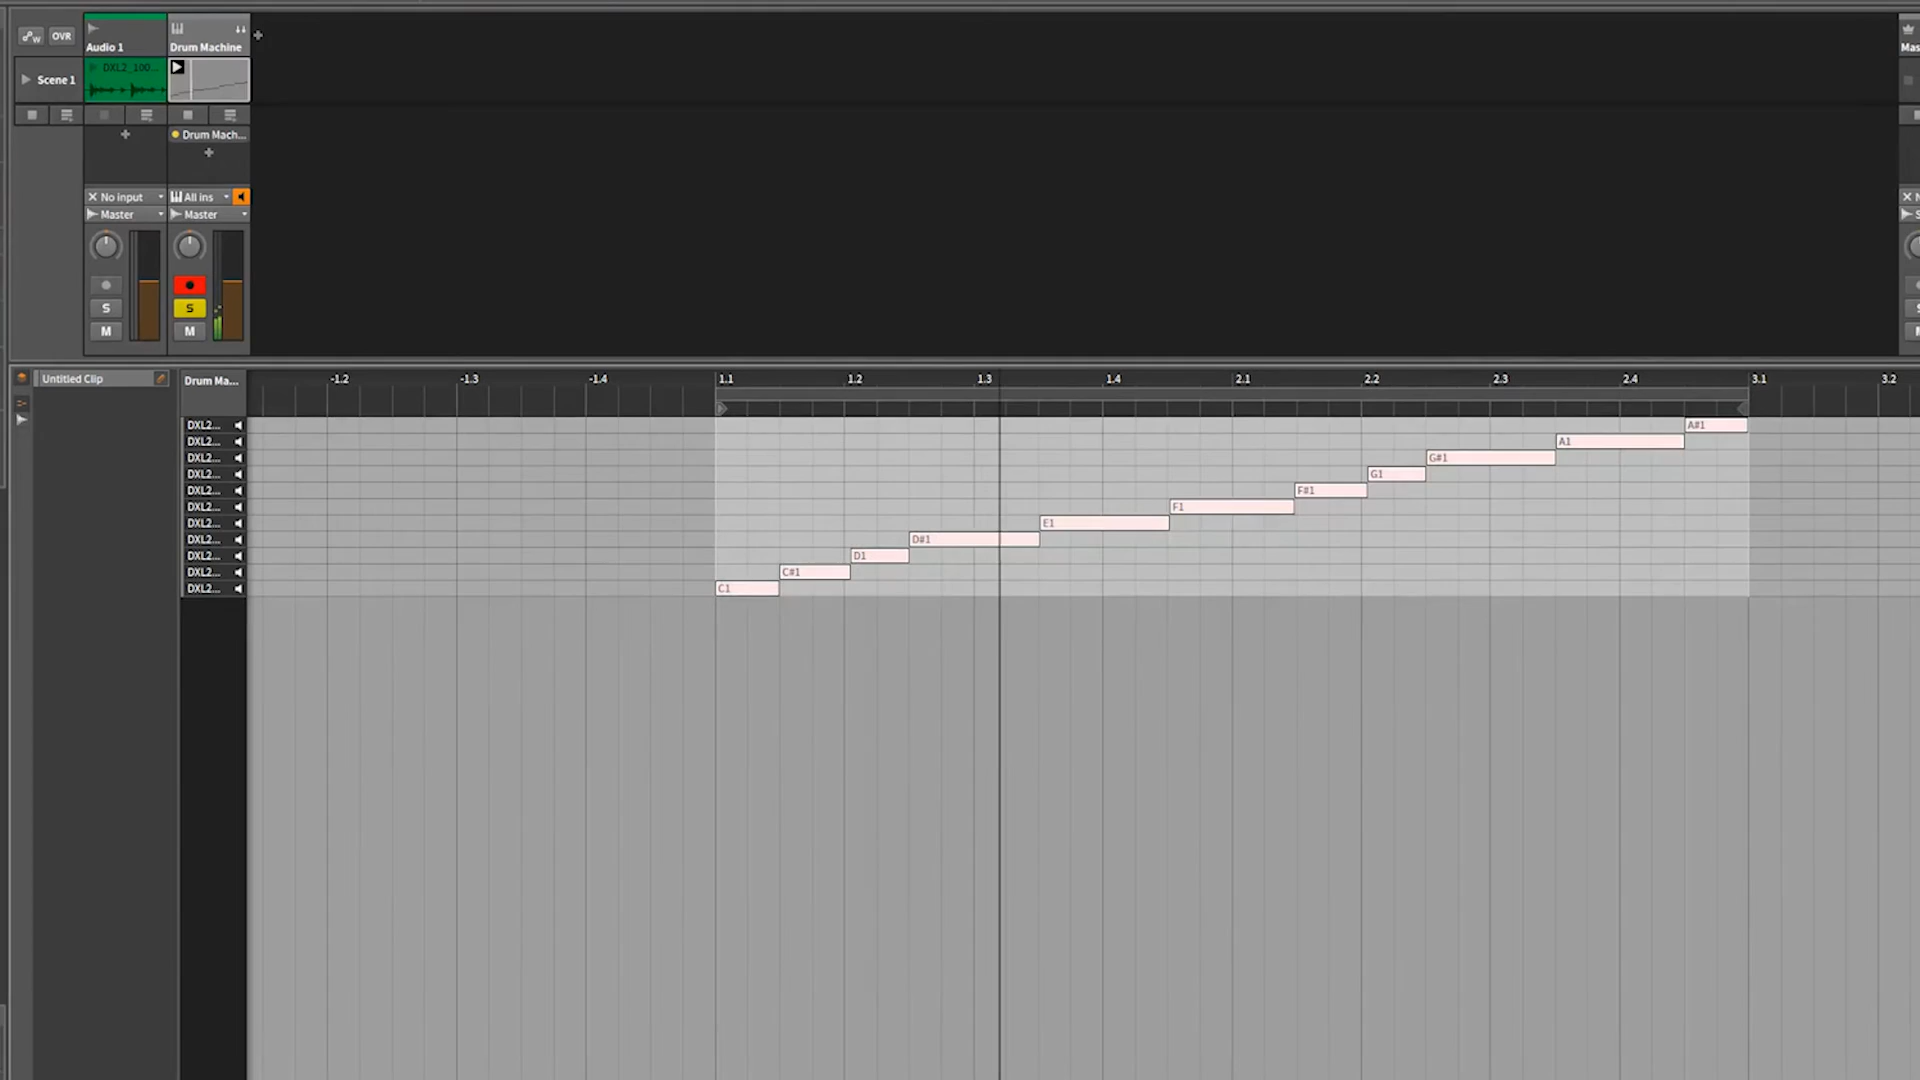 OVR
Audio 1
Drum Machine
Mas
Scene 1
DXL2_100...
Drum Mach...
No input
All ins
Master
Master
S
S
M
M
Untitled Clip
Drum Ma...
-1.2
-1.3
-1.4
1.1
1.2
1.3
1.4
2.1
2.2
2.3
2.4
3.1
3.2
DXL2...
A#1
DXL2...
A1
DXL2...
G#1
DXL2...
G1
DXL2...
F#1
DXL2...
F1
DXL2...
E1
DXL2...
D#1
DXL2...
D1
DXL2...
C#1
DXL2...
C1